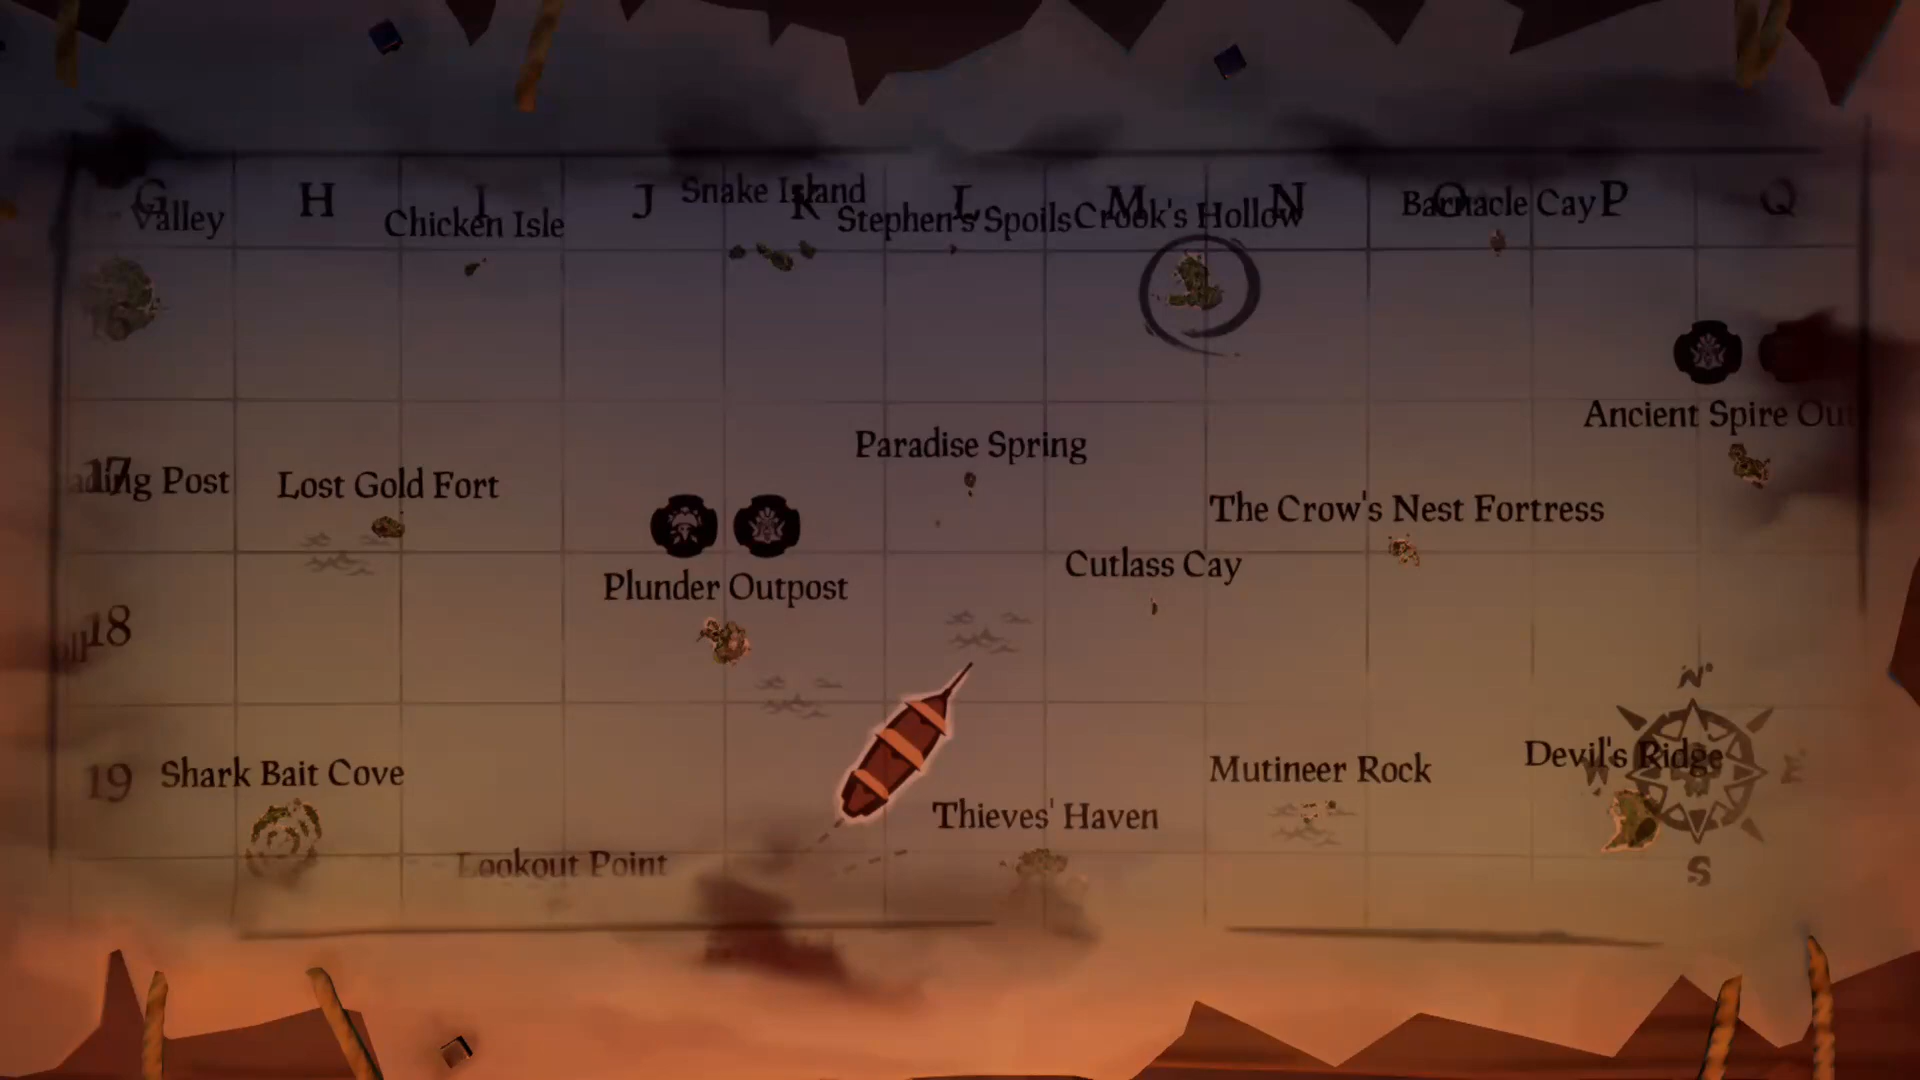 G H I J K L M N O P Q
Valley
Chicken Isle
Snake Island
Stephen's Spoils
Crook's Hollow
Barnacle Cay
Ancient Spire Out
Paradise Spring
17
ading Post
Lost Gold Fort
The Crow's Nest Fortress
Cutlass Cay
Plunder Outpost
18
N
19
Shark Bait Cove
Mutineer Rock
Devil's Ridge
W
E
Thieves' Haven
Lookout Point
S